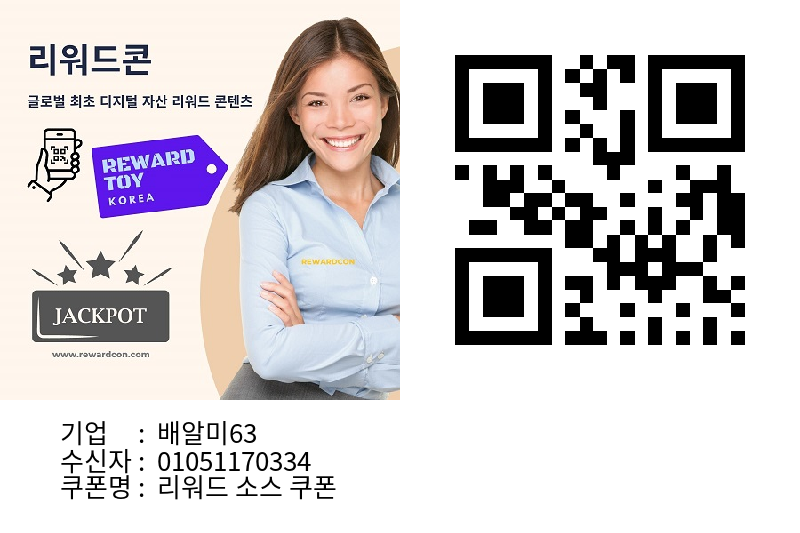 리워드콘
글로벌 최초 디지털 자산 리워드 콘텐츠
REWARD
TOY
KOREA
REWARDCON
JACKPOT
www.rewardcon.com
기업 : 배알미63
수신자 : 01051170334
쿠폰명 : 리워드 소스 쿠폰